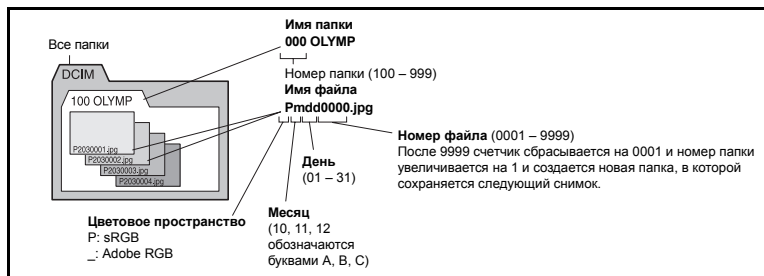 Все папки
DCIM
100 OLYMP
P2030001.jpg
P2030002.jpg
P2030003.jpg
P2030004.jpg
Имя папки
000 OLYMP
Номер папки (100 – 999)
Имя файла
Pmdd0000.jpg
Номер файла (0001 – 9999)
После 9999 счетчик сбрасывается на 0001 и номер папки
увеличивается на 1 и создается новая папка, в которой
сохраняется следующий снимок.
День
(01 – 31)
Месяц
(10, 11, 12
обозначаются
буквами A, B, C)
Цветовое пространство
P: sRGB
_: Adobe RGB